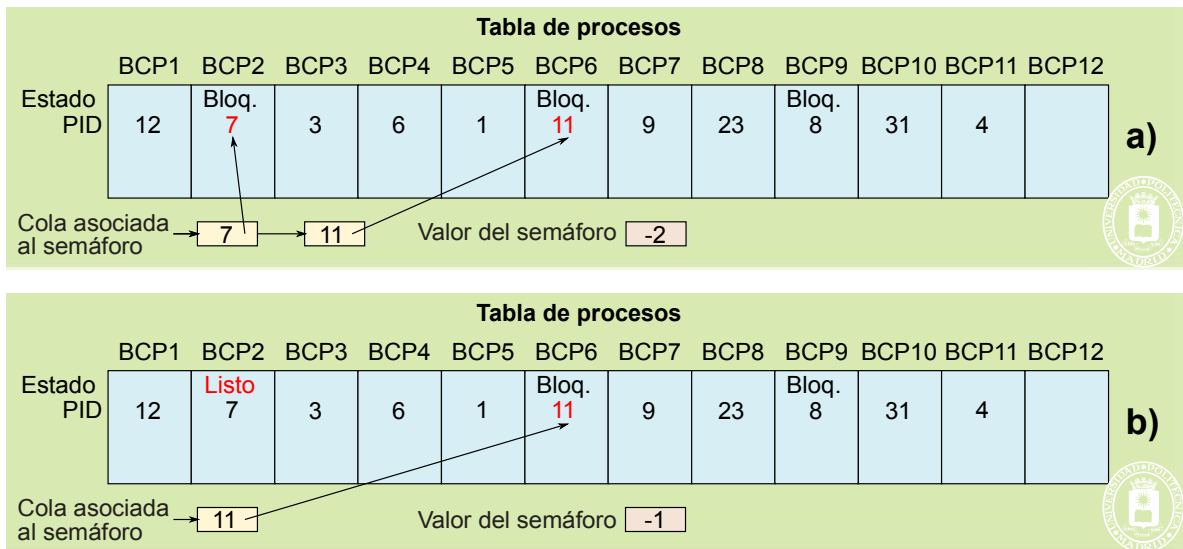 Tabla de procesos
BCP1 BCP2 BCP3 BCP4 BCP5 BCP6 BCP7 BCP8 BCP9 BCP10 BCP11 BCP12
Estado Bloq. Bloq. Bloq.
PID 12 7 3 6 1 11 9 23 8 31 4
a)
Cola asociada
al semáforo
7 11 Valor del semáforo -2
Tabla de procesos
BCP1 BCP2 BCP3 BCP4 BCP5 BCP6 BCP7 BCP8 BCP9 BCP10 BCP11 BCP12
Estado Listo Bloq. Bloq.
PID 12 7 3 6 1 11 9 23 8 31 4
b)
Cola asociada
al semáforo
11 Valor del semáforo -1